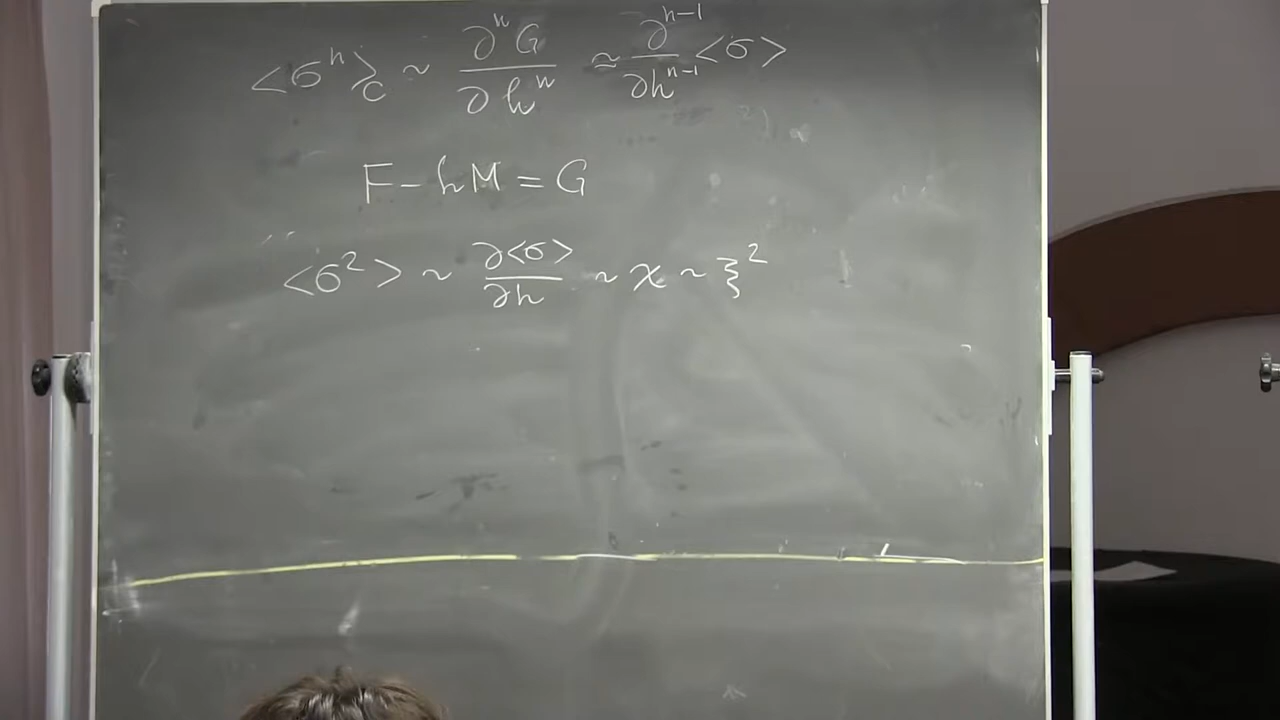 <σⁿ>_c ~ ∂ⁿG/∂hⁿ ≃ ∂ⁿ⁻¹/∂hⁿ⁻¹ <σ>
F - hM = G
<σ²> ~ ∂<σ>/∂h ~ χ ~ ξ²